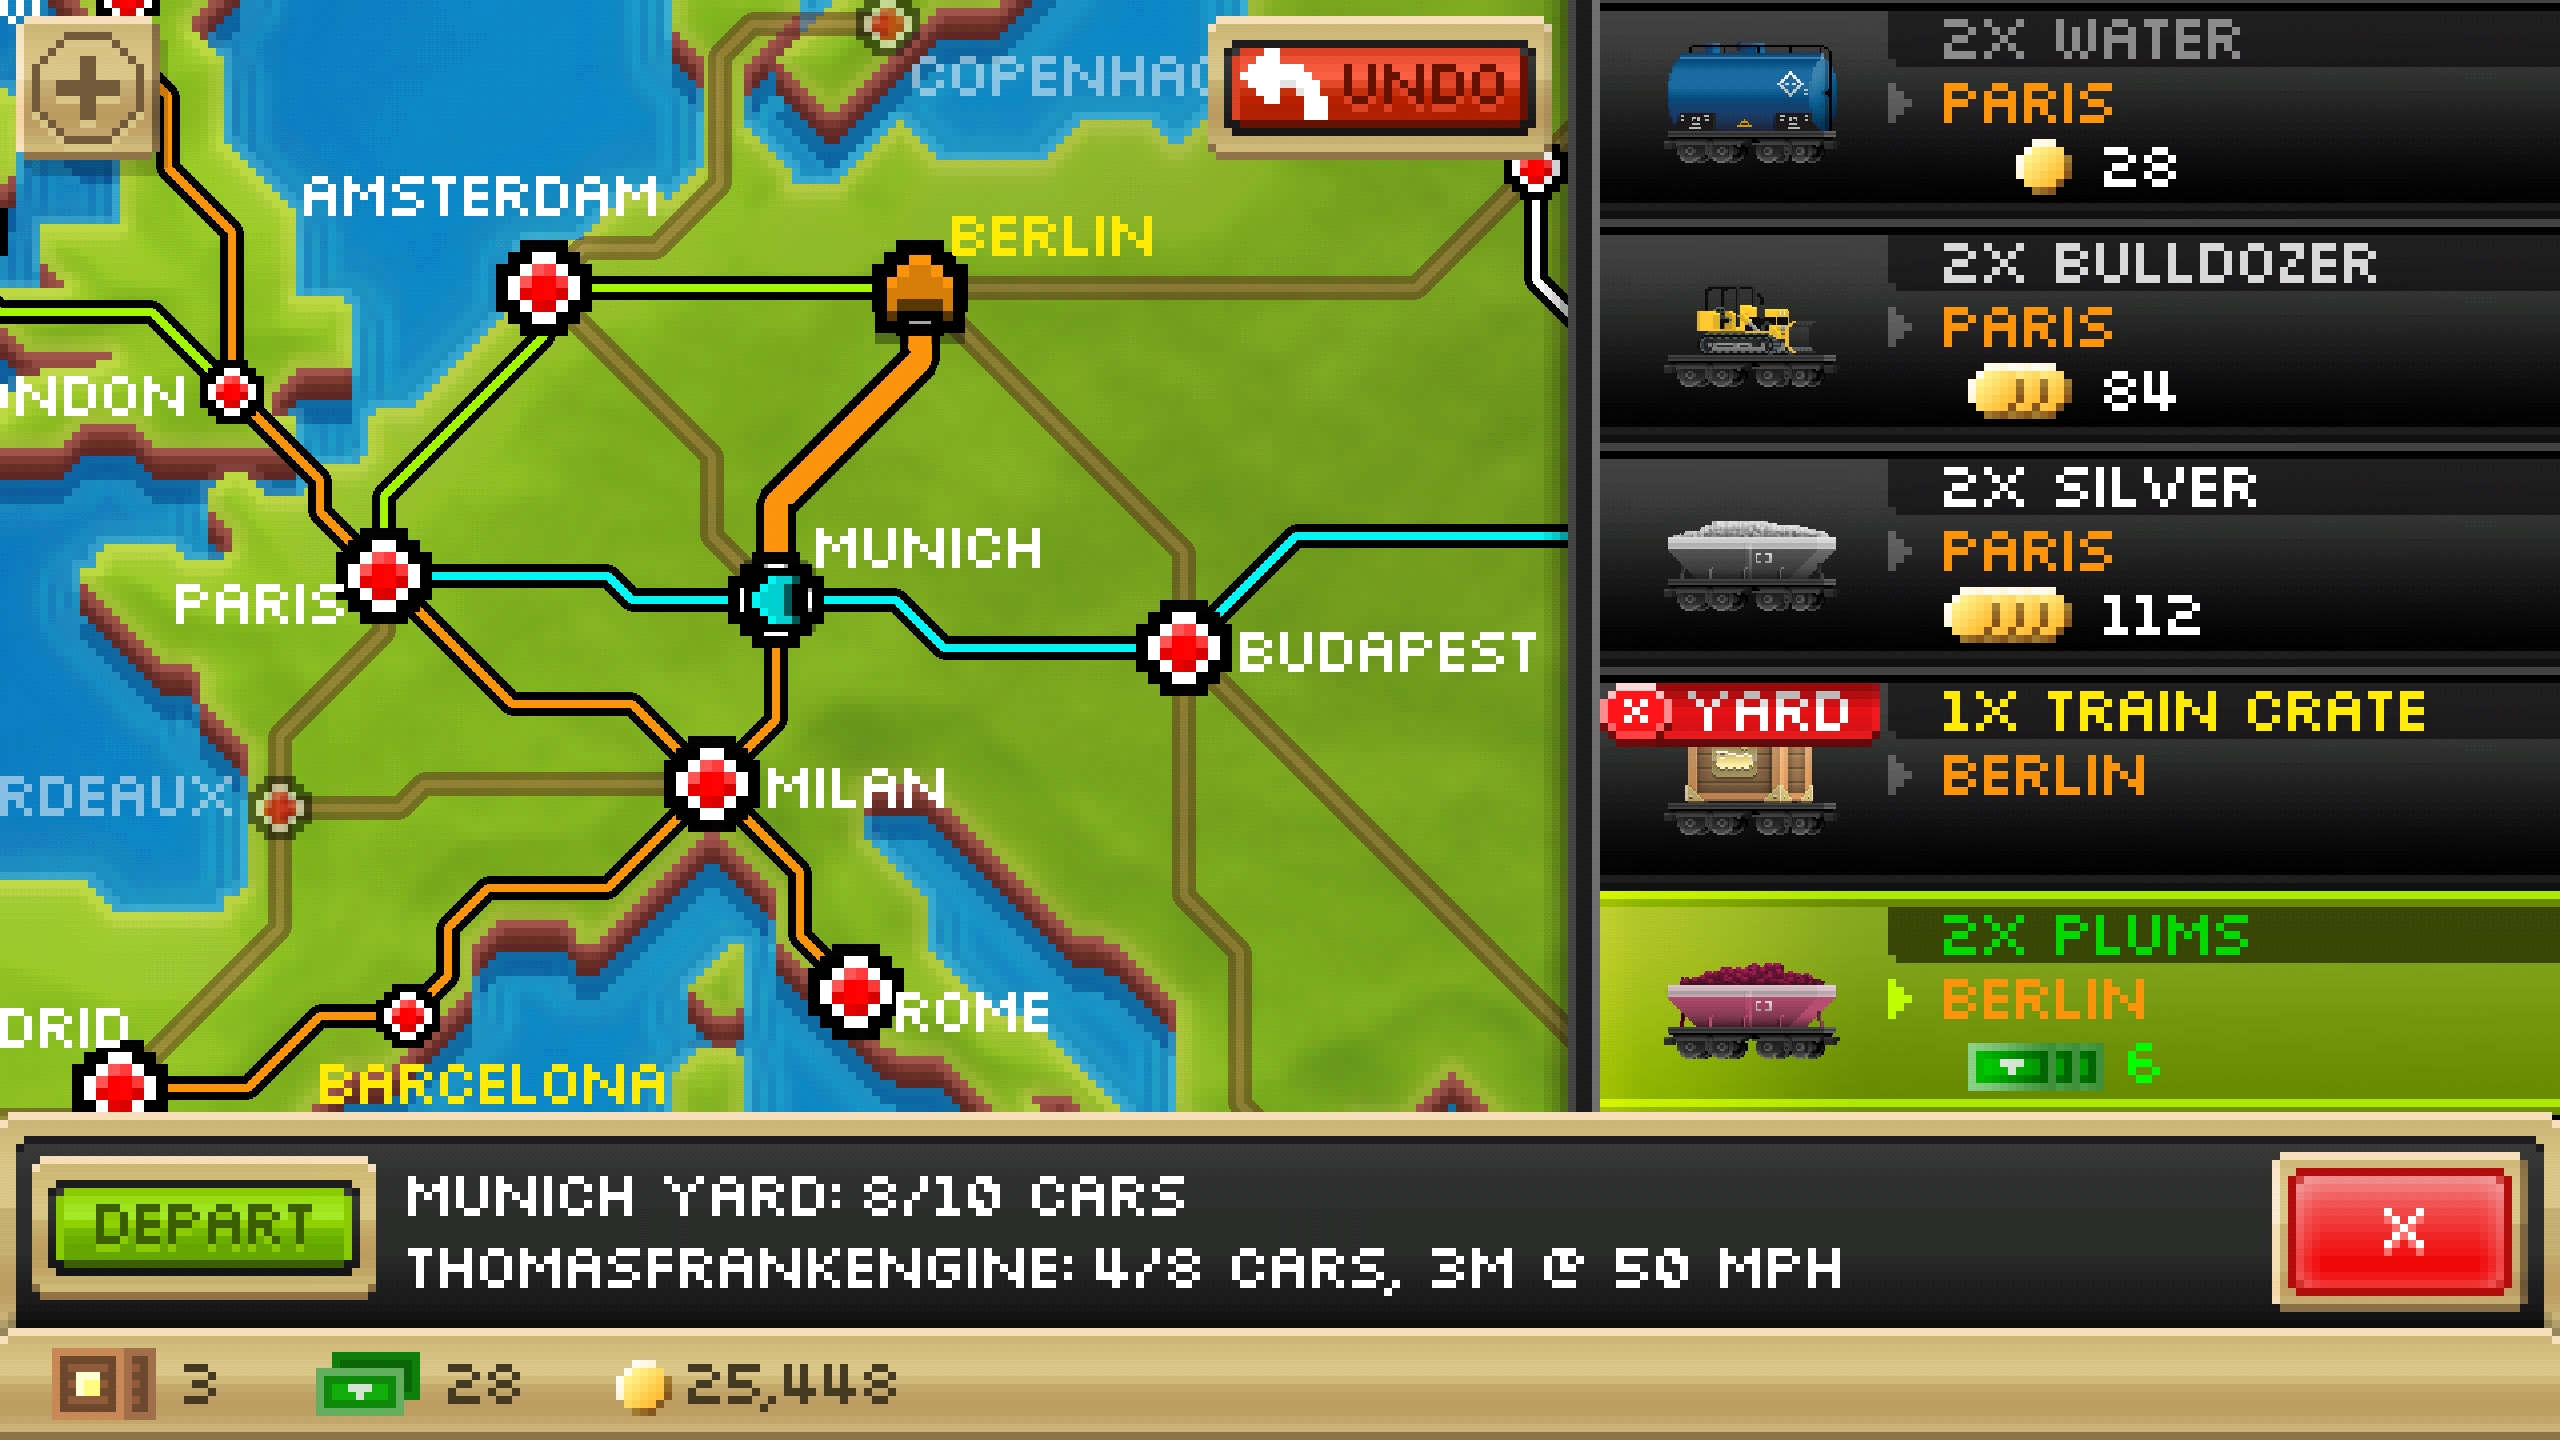 COPENHAG
UNDO
AMSTERDAM
BERLIN
NDON
MUNICH
PARIS
BUDAPEST
MILAN
RDEAUX
ROME
DRID
BARCELONA
2X WATER
PARIS
28
2X BULLDOZER
PARIS
84
2X SILVER
PARIS
112
YARD
1X TRAIN CRATE
BERLIN
2X PLUMS
BERLIN
6
DEPART
MUNICH YARD: 8/10 CARS
THOMASFRANKENGINE: 4/8 CARS, 3M @ 50 MPH
X
3
28
25,448